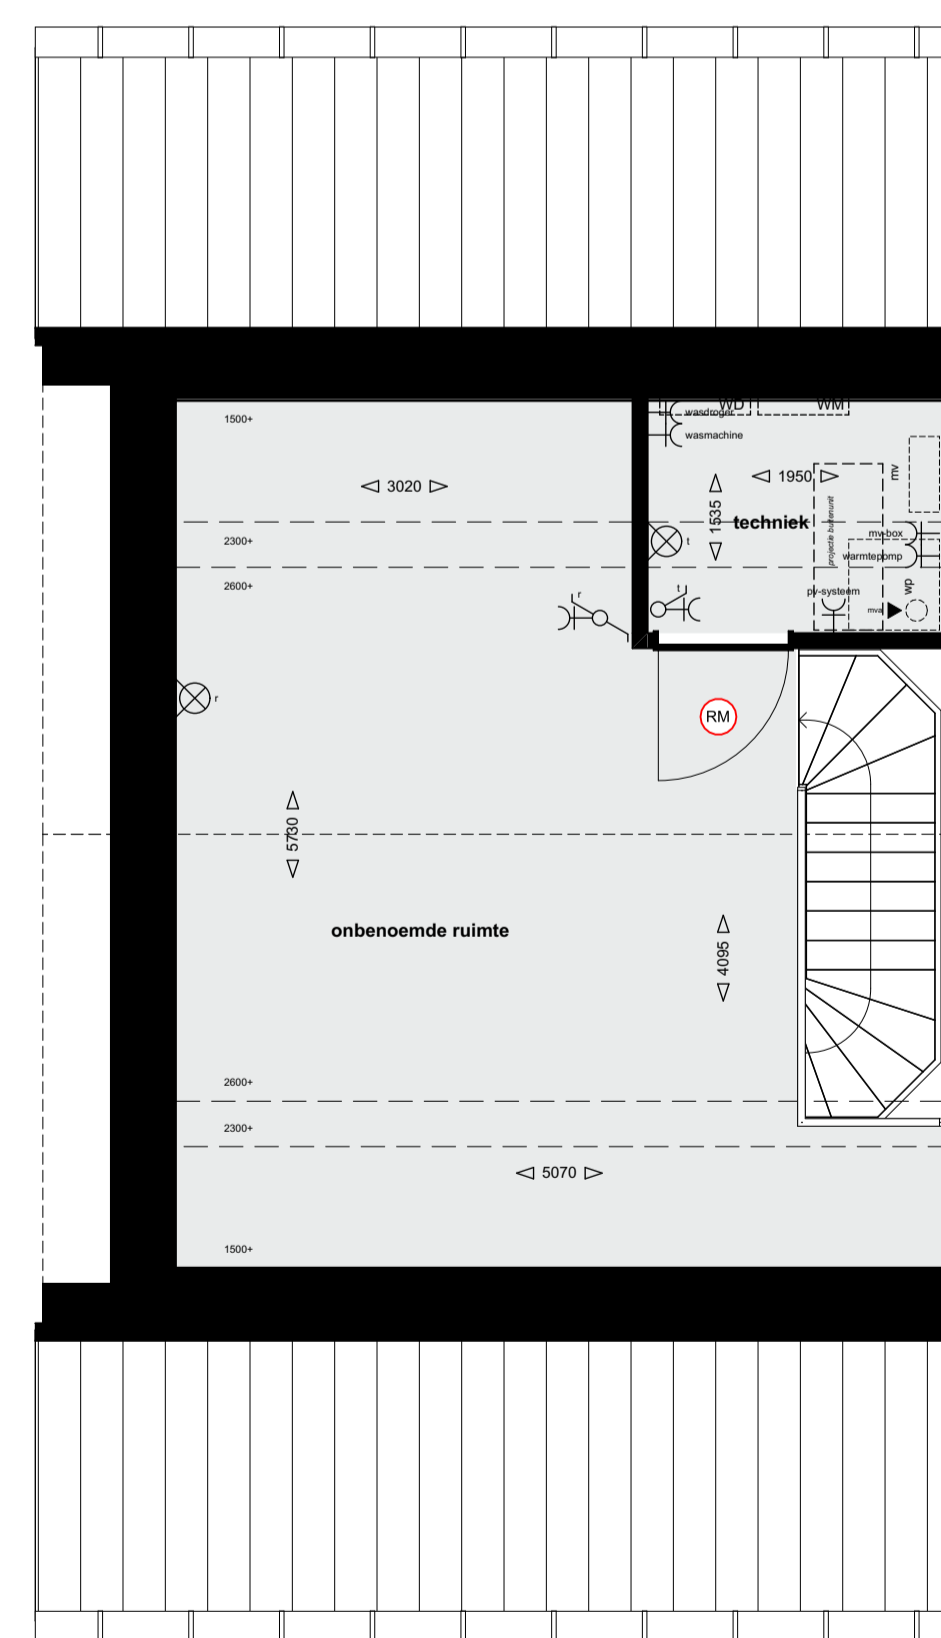 WD
WM
wasdroger
1500+
wasmachine
1950
mv
3020
1535
techniek
projectie buitenunit
mv-box
2300+
t
warmtepomp
2600+
wp
pv-systeem
r
t
mva
r
RM
5730
onbenoemde ruimte
4095
2600+
2300+
5070
1500+